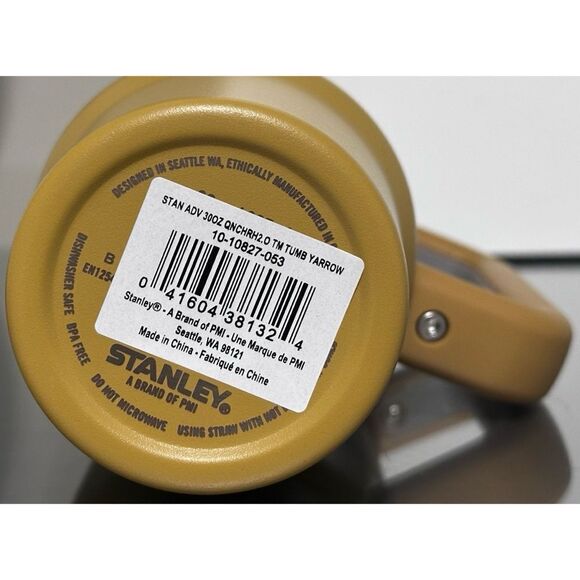 DESIGNED IN SEATTLE WA, ETHICALLY MANUFACTURED IN
STAN ADV 30OZ QNCHRH2.O TM TUMB YARROW
10-10827-053
0 41604 38132 4
Stanley® - A Brand of PMI - Une Marque de PMI
Seattle, WA 98121
Made in China - Fabriqué en Chine
B
EN1254
DISHWASHER SAFE BPA FREE
STANLEY®
A BRAND OF PMI
DO NOT MICROWAVE USING STRAW WITH HOT